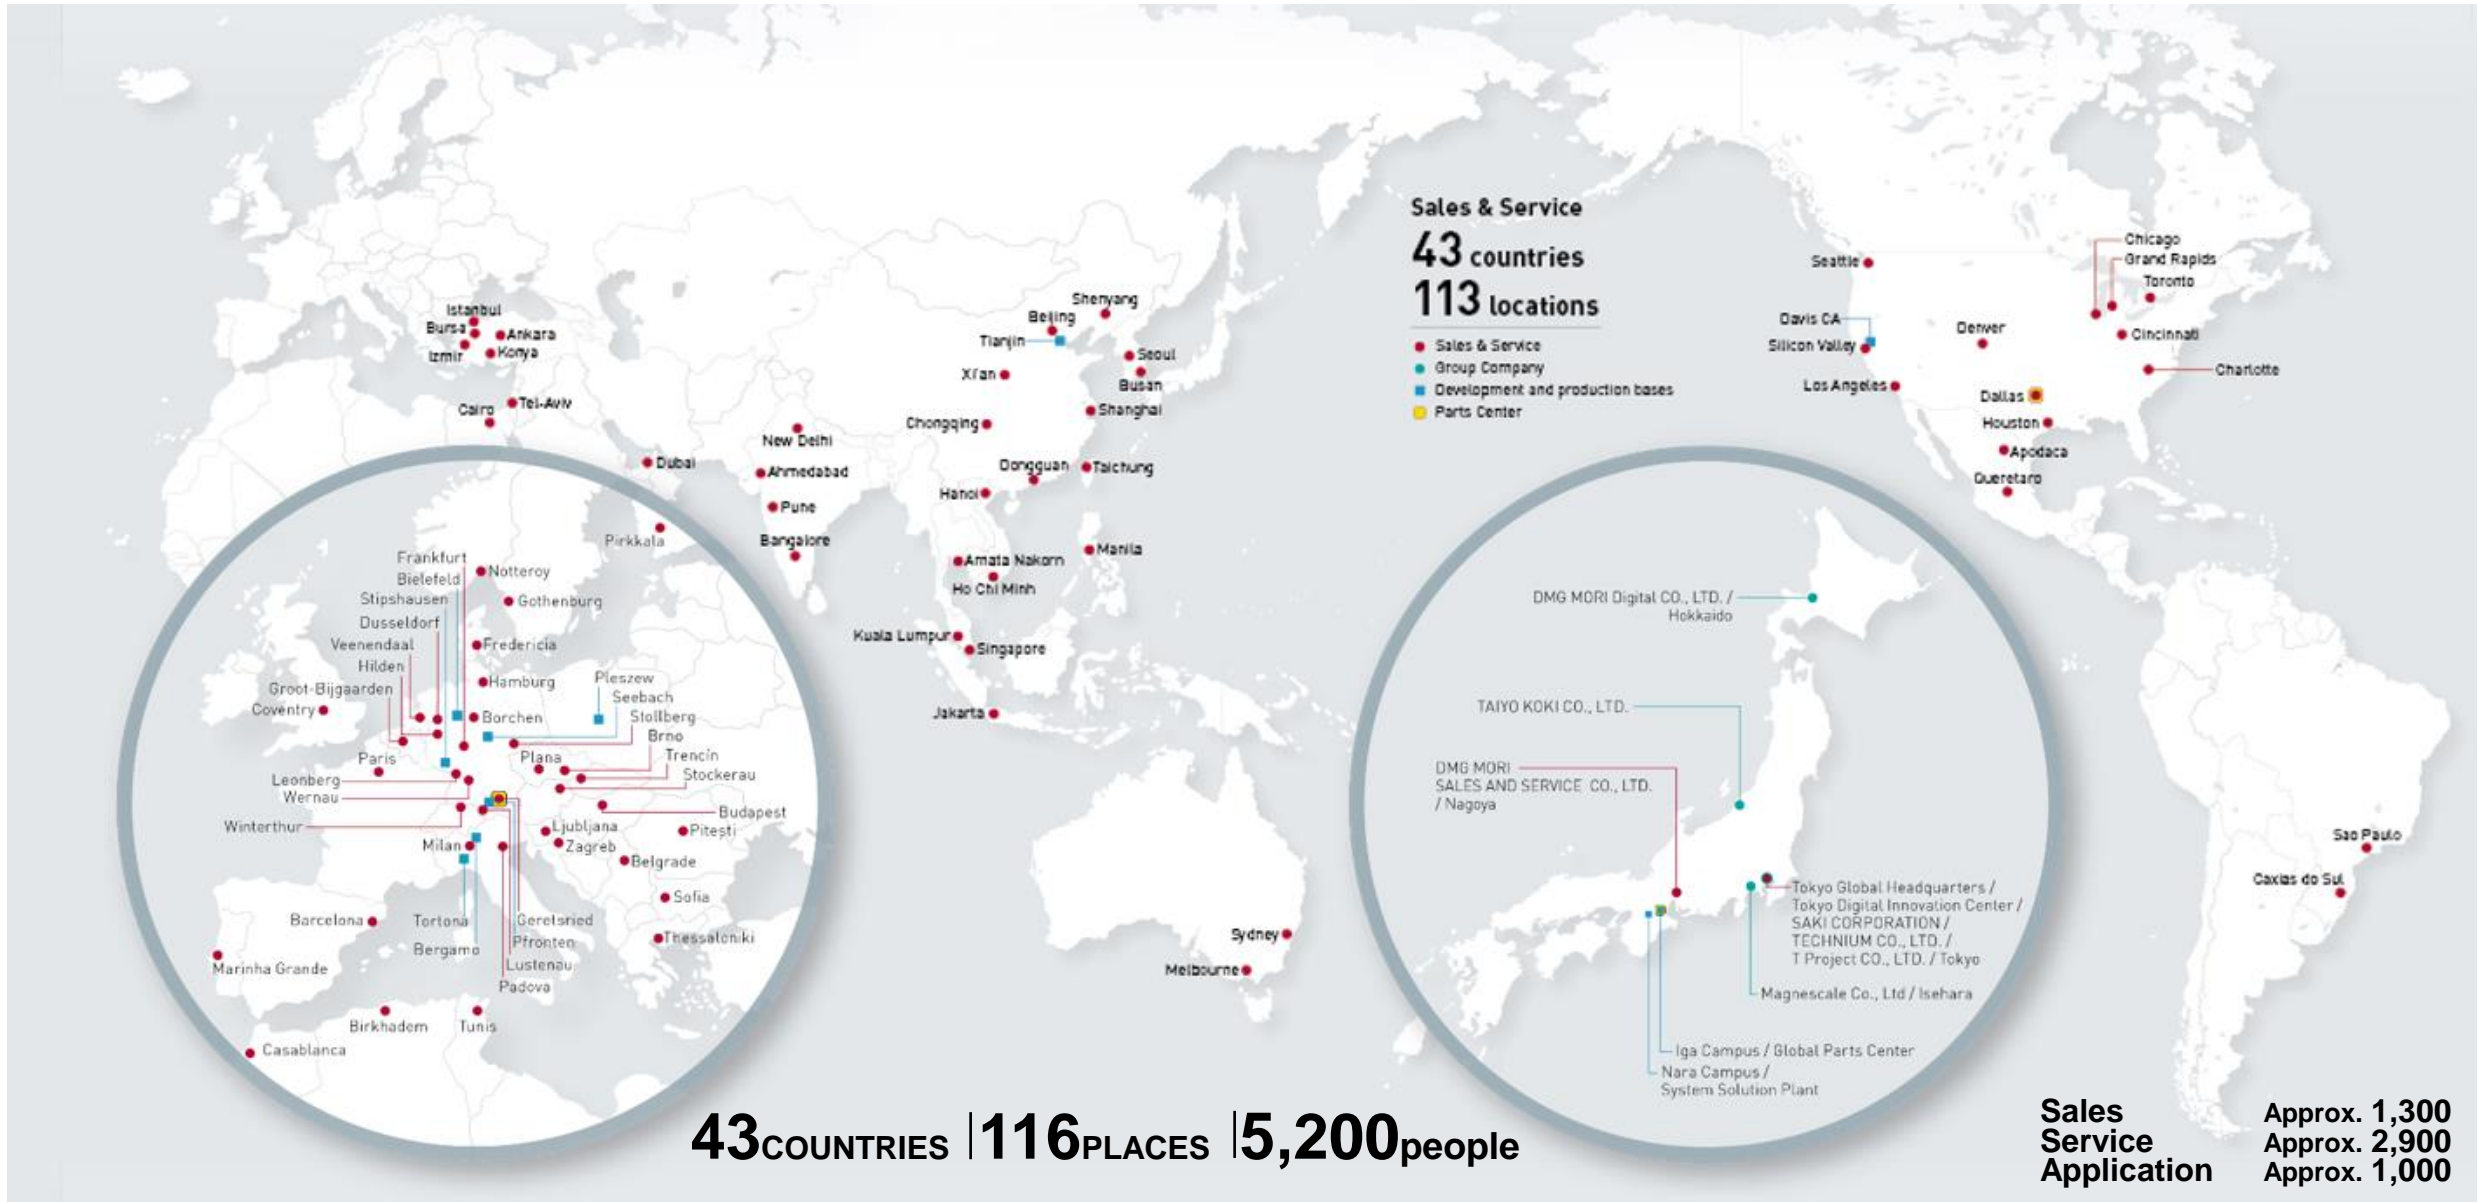 Sales & Service
43 countries
113 locations
Sales & Service
Group Company
Development and production bases
Parts Center
Istanbul
Bursa
Ankara
Izmir
Konya
Cairo
Tel-Aviv
Dubai
New Delhi
Ahmedabad
Pune
Bangalore
Shenyang
Beijing
Tianjin
Seoul
Xi'an
Busan
Shanghai
Chongqing
Dongguan
Taichung
Hanoi
Manila
Amata Nakorn
Ho Chi Minh
Kuala Lumpur
Singapore
Jakarta
Sydney
Melbourne
Chicago
Grand Rapids
Toronto
Seattle
Davis CA
Silicon Valley
Denver
Cincinnati
Los Angeles
Charlotte
Dallas
Houston
Apodaca
Queretaro
Sao Paulo
Caxias do Sul
Pirkkala
Frankfurt
Notteroy
Bielefeld
Stipshausen
Gothenburg
Dusseldorf
Veenendaal
Fredericia
Hilden
Hamburg
Groot-Bijgaarden
Coventry
Borchen
Pleszew
Seebach
Stollberg
Brno
Paris
Plana
Trencin
Stockerau
Leonberg
Wernau
Budapest
Winterthur
Ljubljana
Pitești
Milan
Zagreb
Belgrade
Sofia
Barcelona
Tortona
Geretsried
Bergamo
Pfronten
Thessaloniki
Lustenau
Marinha Grande
Padova
Birkhadem
Tunis
Casablanca
DMG MORI Digital CO., LTD. /
Hokkaido
TAIYO KOKI CO., LTD.
DMG MORI
SALES AND SERVICE CO., LTD.
/ Nagoya
Tokyo Global Headquarters /
Tokyo Digital Innovation Center /
SAKI CORPORATION /
TECHNIUM CO., LTD. /
T Project CO., LTD. / Tokyo
Magnescale Co., Ltd / Isehara
Iga Campus / Global Parts Center
Nara Campus /
System Solution Plant
43COUNTRIES |116PLACES |5,200people
Sales Approx. 1,300
Service Approx. 2,900
Application Approx. 1,000